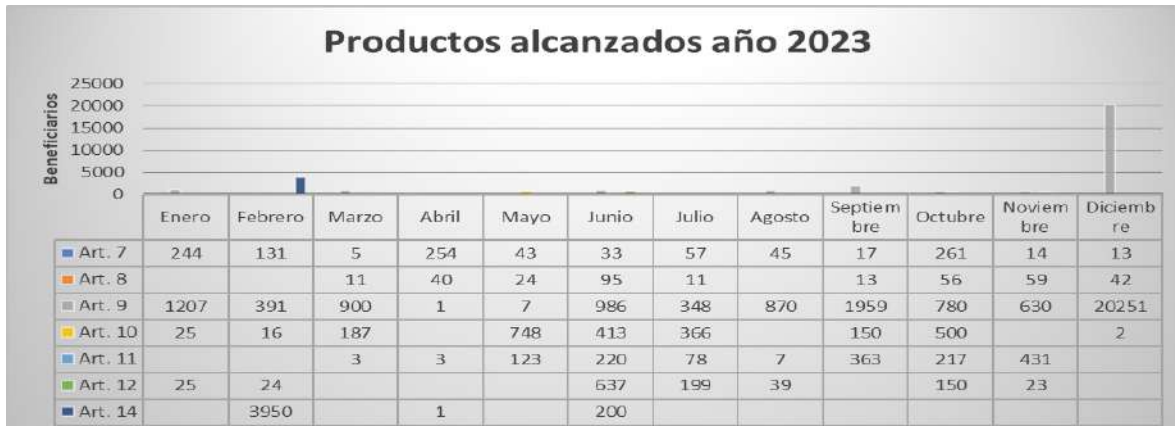 Productos alcanzados año 2023
Beneficiarios
25000
20000
15000
10000
5000
0
Enero Febrero Marzo Abril Mayo Junio Julio Agosto Septiem bre Octubre Noviem bre Diciemb re
Art. 7 244 131 5 254 43 33 57 45 17 261 14 13
Art. 8 11 40 24 95 11 13 56 59 42
Art. 9 1207 391 900 1 7 986 348 870 1959 780 630 20251
Art. 10 25 16 187 748 413 366 150 500 2
Art. 11 3 3 123 220 78 7 363 217 431
Art. 12 25 24 637 199 39 150 23
Art. 14 3950 1 200